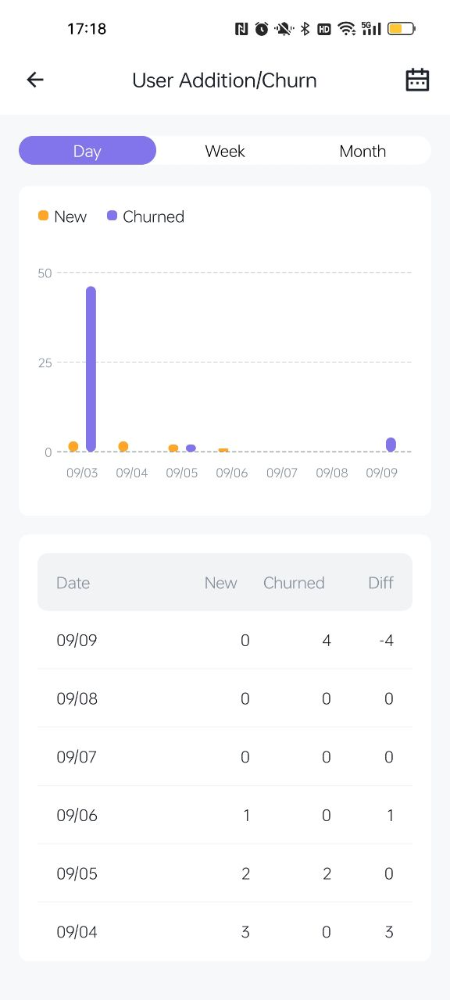 17:18
HD 5G
User Addition/Churn
Day Week Month
New Churned
50
25
0
09/03 09/04 09/05 09/06 09/07 09/08 09/09
Date New Churned Diff
09/09 0 4 -4
09/08 0 0 0
09/07 0 0 0
09/06 1 0 1
09/05 2 2 0
09/04 3 0 3